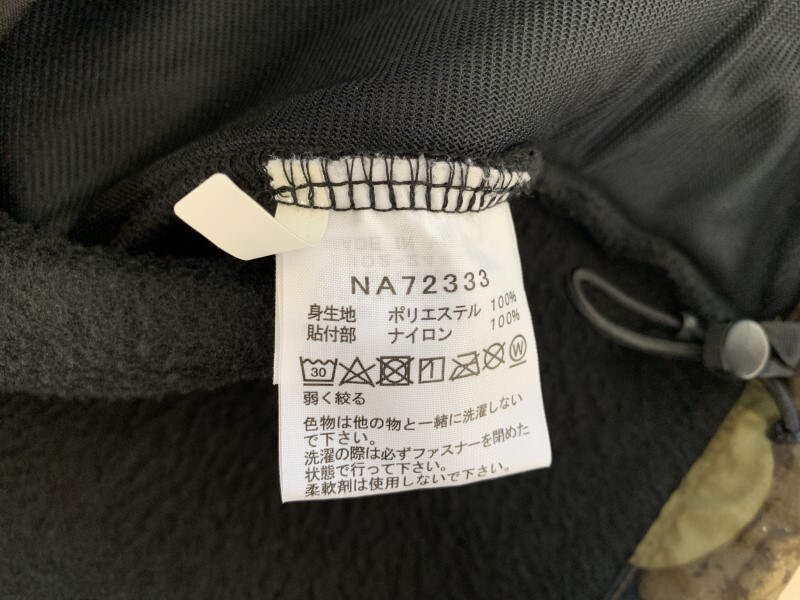 NA72333
身生地 ポリエステル 100%
貼付部 ナイロン 100%
30
W
弱く絞る
色物は他の物と一緒に洗濯しない
で下さい。
洗濯の際は必ずファスナーを閉めた
状態で行って下さい。
柔軟剤は使用しないで下さい。